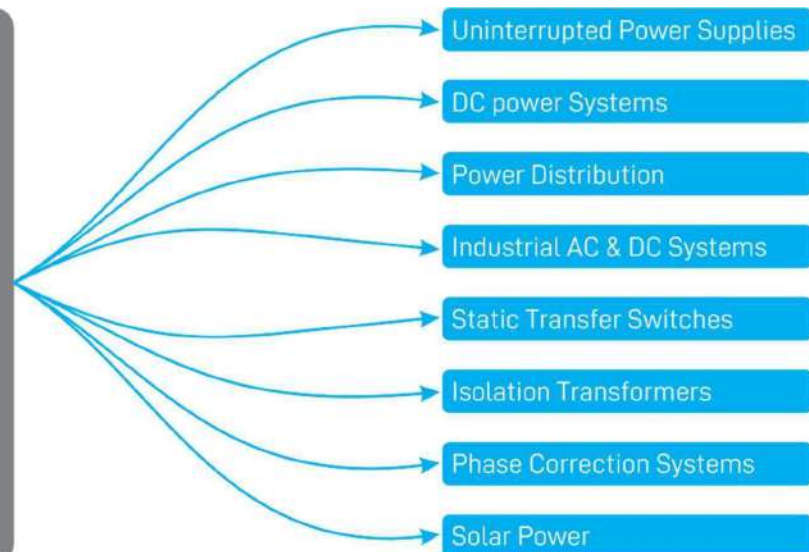 Uninterrupted Power Supplies
DC power Systems
Power Distribution
Industrial AC & DC Systems
Static Transfer Switches
Isolation Transformers
Phase Correction Systems
Solar Power